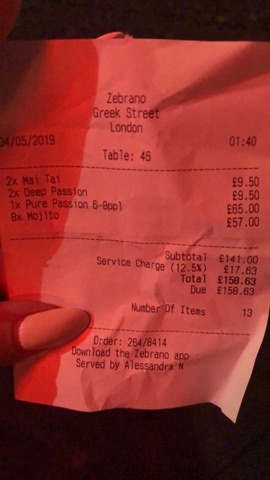 Zebrano
Greek Street
London
04/05/2019 01:40
Table: 46
2x Mai Tai £9.50
2x Deep Passion £9.50
1x Pure Passion 6-8ppl £65.00
8x Mojito £57.00
Subtotal £141.00
Service Charge (12.5%) £17.63
Total £158.63
Due £158.63
Number Of Items 13
Order: 264/8414
Download the Zebrano app
Served by Alessandra N